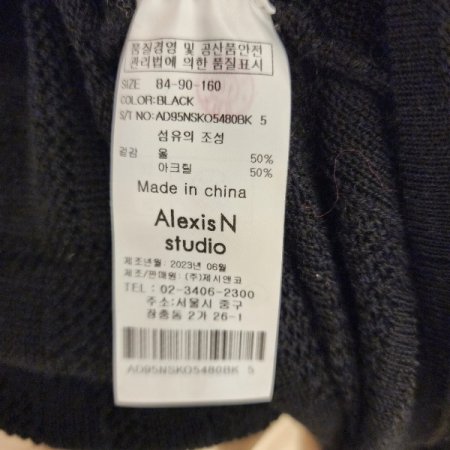 품질경영 및 공산품안전
관리법에 의한 품질표시
SIZE 84-90-160
COLOR:BLACK
S/T NO:AD95NSKO5480BK 5
섬유의 조성
겉감 울 50%
아크릴 50%
Made in china
AlexisN
studio
제조년월: 2023년 06월
제조/판매원: (주)제시앤코
TEL: 02-3406-2300
주소:서울시 중구
장충동 2가 26-1
AD95NSKO5480BK 5